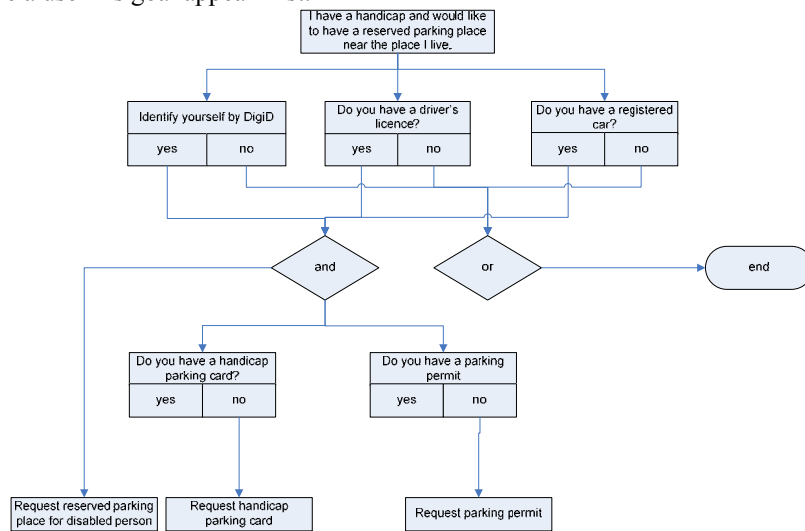 I have a handicap and would like
to have a reserved parking place
near the place I live.
Identify yourself by DigiD
yes
no
Do you have a driver's
licence?
yes
no
Do you have a registered
car?
yes
no
and
or
end
Do you have a handicap
parking card?
yes
no
Do you have a parking
permit
yes
no
Request reserved parking
place for disabled person
Request handicap
parking card
Request parking permit